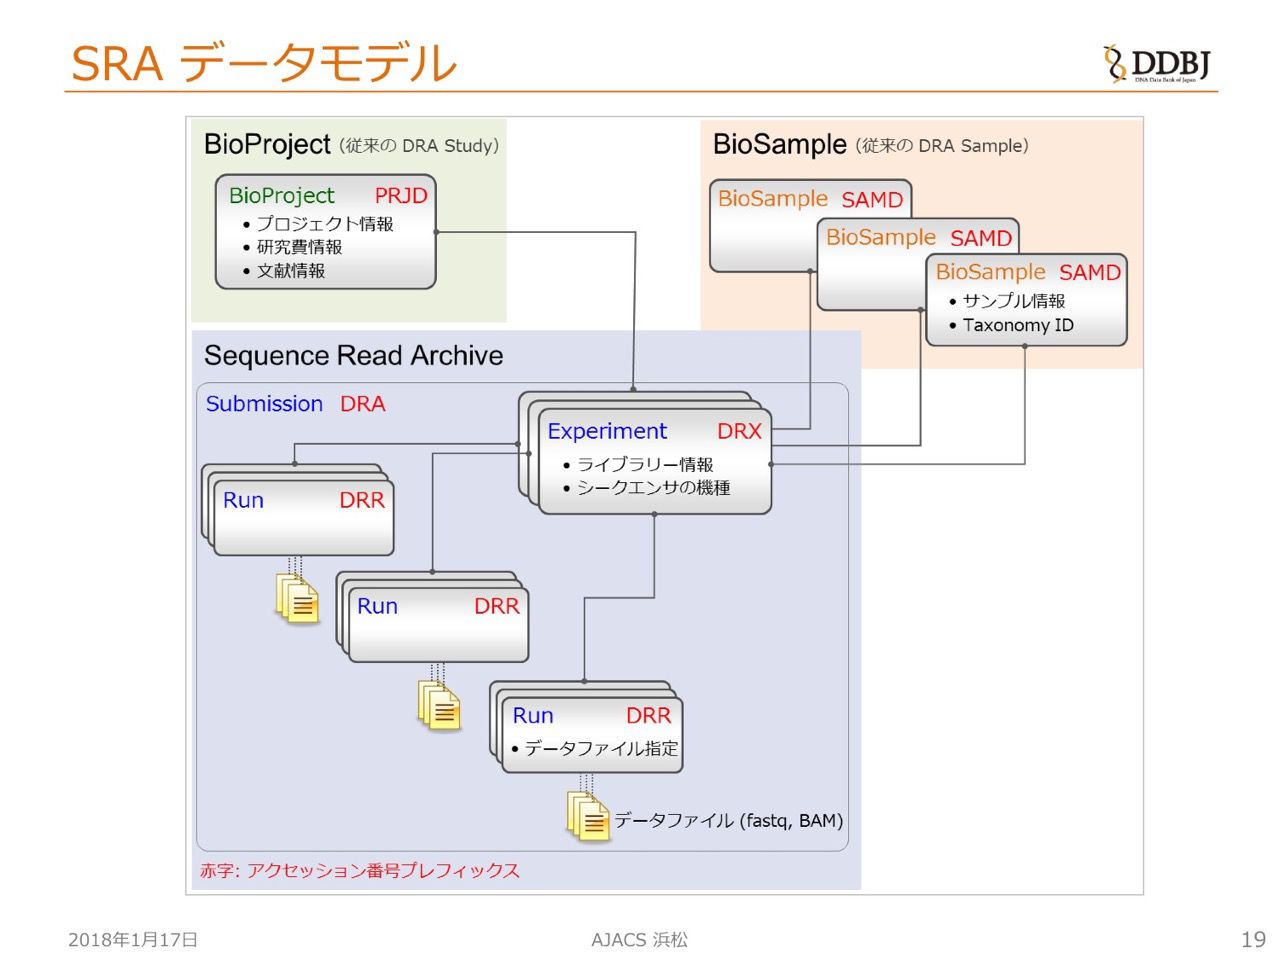 SRA データモデル
DDBJ
DNA Data Bank of Japan
BioProject (従来の DRA Study)
BioProject PRJD
• プロジェクト情報
• 研究費情報
• 文献情報
BioSample (従来の DRA Sample)
BioSample SAMD
BioSample SAMD
BioSample SAMD
• サンプル情報
• Taxonomy ID
Sequence Read Archive
Submission DRA
Experiment DRX
• ライブラリー情報
• シークエンサの機種
Run DRR
Run DRR
Run DRR
• データファイル指定
データファイル (fastq, BAM)
赤字: アクセッション番号プレフィックス
2018年1月17日
AJACS 浜松
19